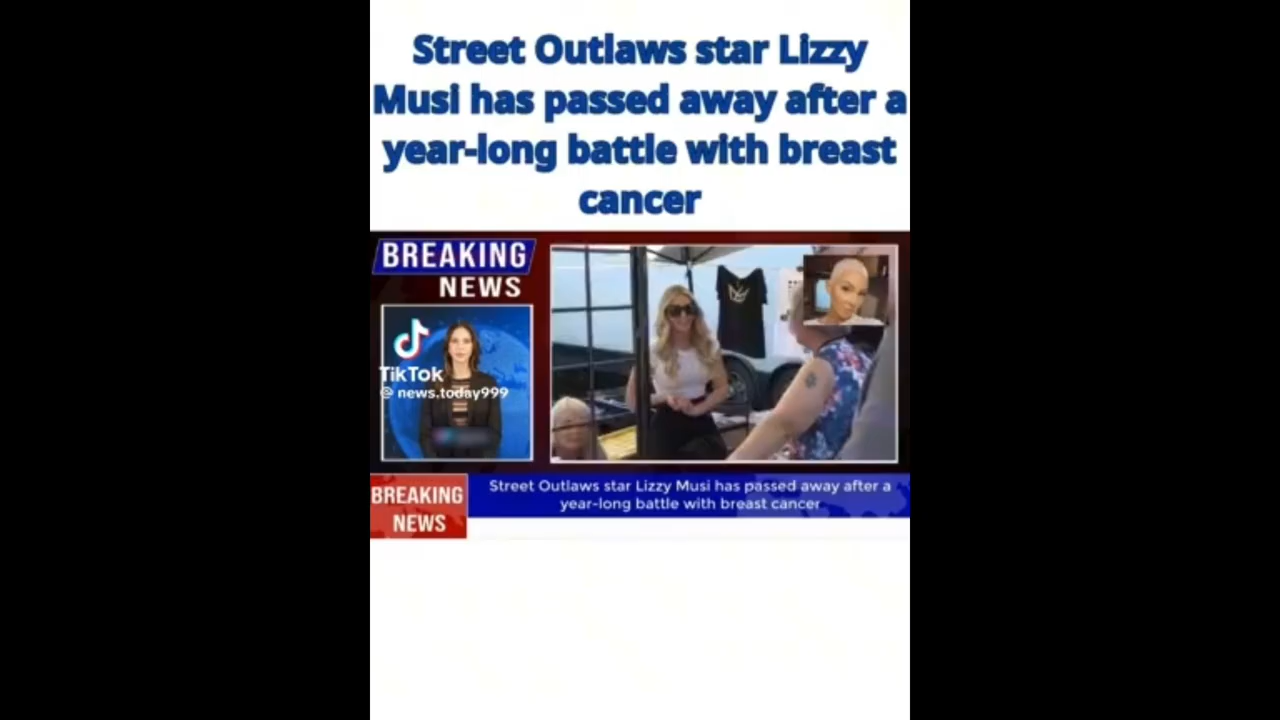 Street Outlaws star Lizzy
Musi has passed away after a
year-long battle with breast
cancer
BREAKING
NEWS
TikTok
@ news.today999
BREAKING
NEWS
Street Outlaws star Lizzy Musi has passed away after a
year-long battle with breast cancer